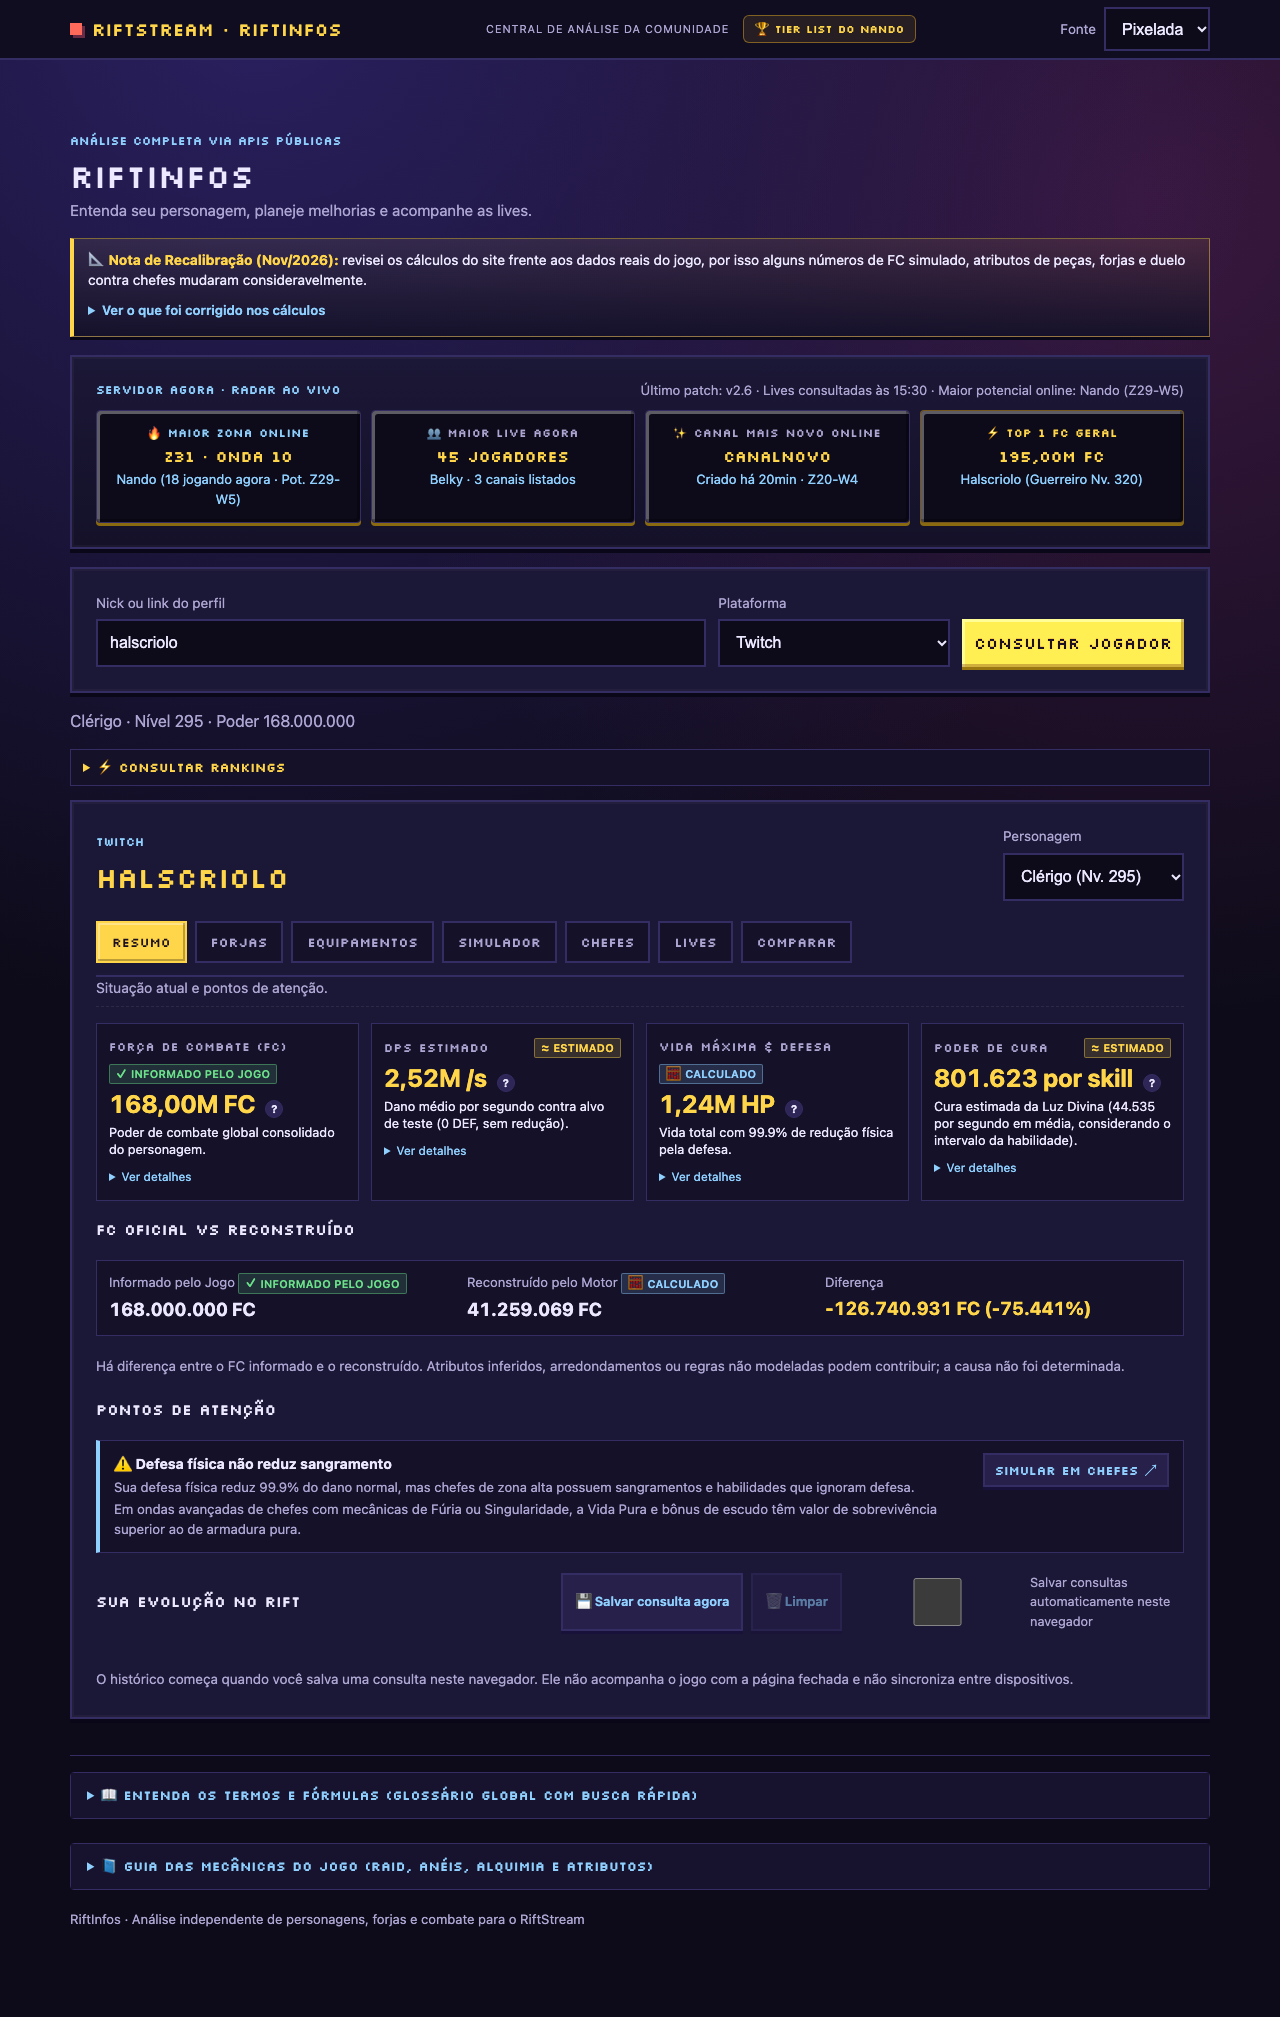 RIFTSTREAM · RIFTINFOS
CENTRAL DE ANÁLISE DA COMUNIDADE
🏆 TIER LIST DO NANDO
Fonte
Pixelada
ANÁLISE COMPLETA VIA APIS PÚBLICAS
RIFTINFOS
Entenda seu personagem, planeje melhorias e acompanhe as lives.
📐 Nota de Recalibração (Nov/2026): revisei os cálculos do site frente aos dados reais do jogo, por isso alguns números de FC simulado, atributos de peças, forjas e duelo
contra chefes mudaram consideravelmente.
▶ Ver o que foi corrigido nos cálculos
SERVIDOR AGORA · RADAR AO VIVO
Último patch: v2.6 · Lives consultadas às 15:30 · Maior potencial online: Nando (Z29-W5)
🔥 MAIOR ZONA ONLINE
Z31 · ONDA 10
Nando (18 jogando agora · Pot. Z29-
W5)
👥 MAIOR LIVE AGORA
45 JOGADORES
Belky · 3 canais listados
✨ CANAL MAIS NOVO ONLINE
CANALNOVO
Criado há 20min · Z20-W4
⚡ TOP 1 FC GERAL
195,00M FC
Halscriolo (Guerreiro Nv. 320)
Nick ou link do perfil
halscriolo
Plataforma
Twitch
CONSULTAR JOGADOR
Clérigo · Nível 295 · Poder 168.000.000
▶ ⚡ CONSULTAR RANKINGS
TWITCH
HALSCRIOLO
Personagem
Clérigo (Nv. 295)
RESUMO
FORJAS
EQUIPAMENTOS
SIMULADOR
CHEFES
LIVES
COMPARAR
Situação atual e pontos de atenção.
FORÇA DE COMBATE (FC)
✓ INFORMADO PELO JOGO
168,00M FC ?
Poder de combate global consolidado
do personagem.
▶ Ver detalhes
DPS ESTIMADO
≈ ESTIMADO
2,52M /s ?
Dano médio por segundo contra alvo
de teste (0 DEF, sem redução).
▶ Ver detalhes
VIDA MÁXIMA & DEFESA
🧮 CALCULADO
1,24M HP ?
Vida total com 99.9% de redução física
pela defesa.
▶ Ver detalhes
PODER DE CURA
≈ ESTIMADO
801.623 por skill ?
Cura estimada da Luz Divina (44.535
por segundo em média, considerando o
intervalo da habilidade).
▶ Ver detalhes
FC OFICIAL VS RECONSTRUÍDO
Informado pelo Jogo ✓ INFORMADO PELO JOGO
168.000.000 FC
Reconstruído pelo Motor 🧮 CALCULADO
41.259.069 FC
Diferença
-126.740.931 FC (-75.441%)
Há diferença entre o FC informado e o reconstruído. Atributos inferidos, arredondamentos ou regras não modeladas podem contribuir; a causa não foi determinada.
PONTOS DE ATENÇÃO
⚠️ Defesa física não reduz sangramento
Sua defesa física reduz 99.9% do dano normal, mas chefes de zona alta possuem sangramentos e habilidades que ignoram defesa.
Em ondas avançadas de chefes com mecânicas de Fúria ou Singularidade, a Vida Pura e bônus de escudo têm valor de sobrevivência
superior ao de armadura pura.
SIMULAR EM CHEFES ↗
SUA EVOLUÇÃO NO RIFT
💾 Salvar consulta agora
🗑️ Limpar
Salvar consultas
automaticamente neste
navegador
O histórico começa quando você salva uma consulta neste navegador. Ele não acompanha o jogo com a página fechada e não sincroniza entre dispositivos.
▶ 📖 ENTENDA OS TERMOS E FÓRMULAS (GLOSSÁRIO GLOBAL COM BUSCA RÁPIDA)
▶ 📘 GUIA DAS MECÂNICAS DO JOGO (RAID, ANÉIS, ALQUIMIA E ATRIBUTOS)
RiftInfos · Análise independente de personagens, forjas e combate para o RiftStream